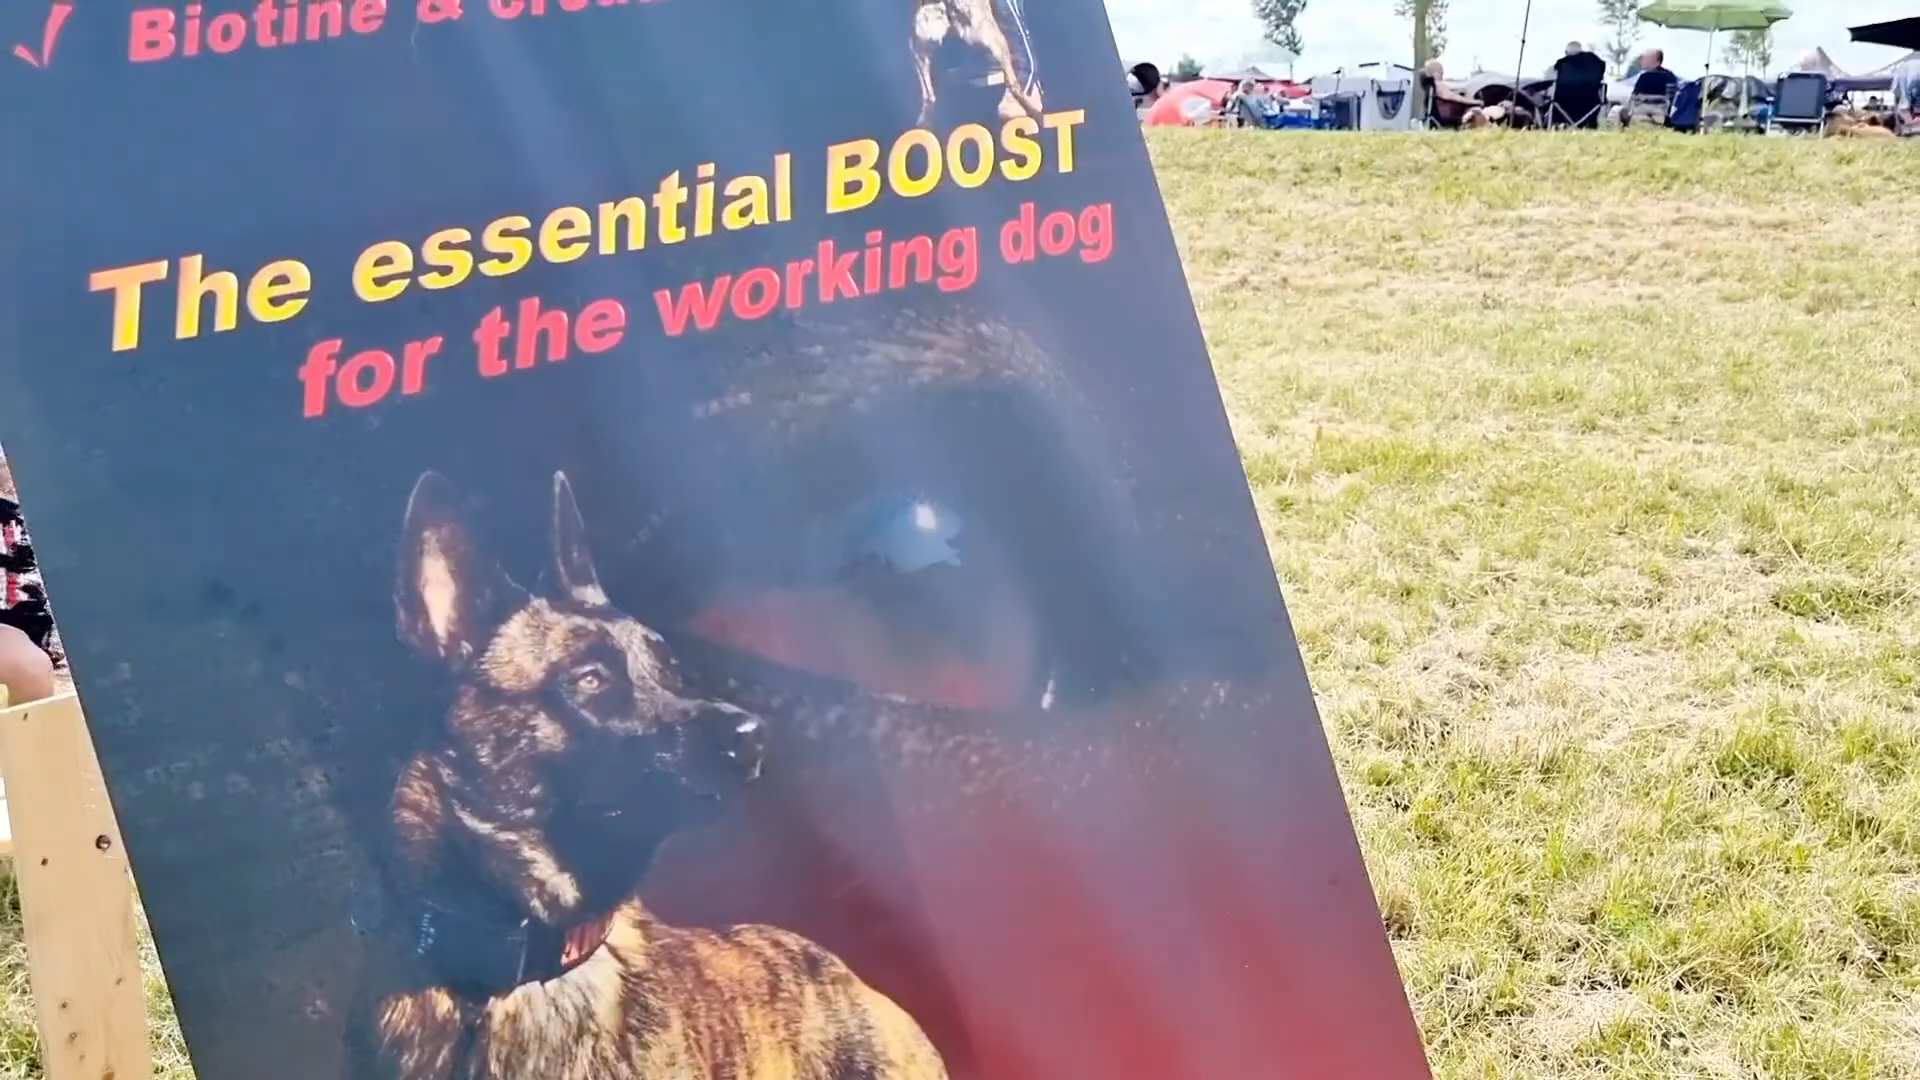 ✓ Biotine &
The essential BOOST
for the working dog